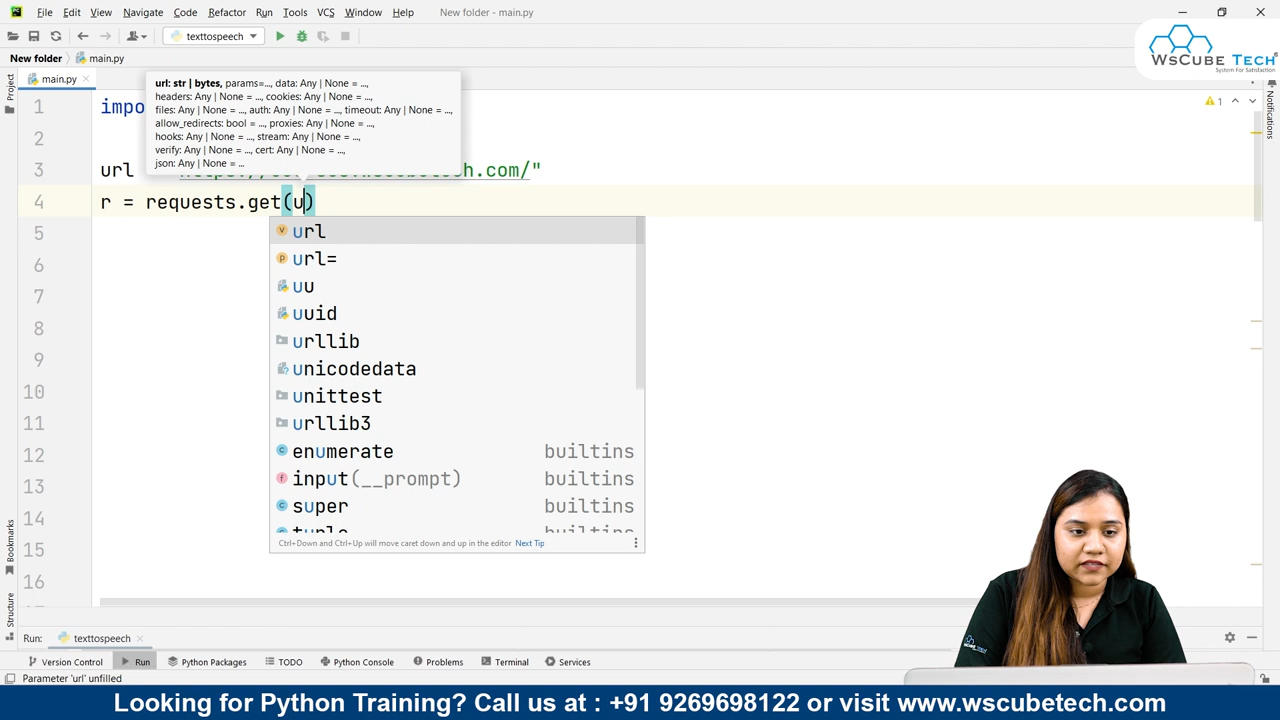 File Edit View Navigate Code Refactor Run Tools VCS Window Help New folder - main.py
texttospeech
WsCube Tech
System For Satisfaction
New folder main.py
main.py
Project
Notifications
url: str | bytes, params=..., data: Any | None = ...,
headers: Any | None = ..., cookies: Any | None = ...,
files: Any | None = ..., auth: Any | None = ..., timeout: Any | None = ...,
allow_redirects: bool = ..., proxies: Any | None = ...,
hooks: Any | None = ..., stream: Any | None = ...,
verify: Any | None = ..., cert: Any | None = ...,
json: Any | None = ...
1 impo
1
2
3 url
4 r = requests.get(u)
5
6
7
8
9
10
11
12
13
14
15
16
url
url=
uu
uuid
urllib
unicodedata
unittest
urllib3
enumerate builtins
input(__prompt) builtins
super builtins
Ctrl+Down and Ctrl+Up will move caret down and up in the editor Next Tip
Bookmarks
Structure
Run: texttospeech
Version Control Run Python Packages TODO Python Console Problems Terminal Services
Parameter 'url' unfilled
Looking for Python Training? Call us at : +91 9269698122 or visit www.wscubetech.com